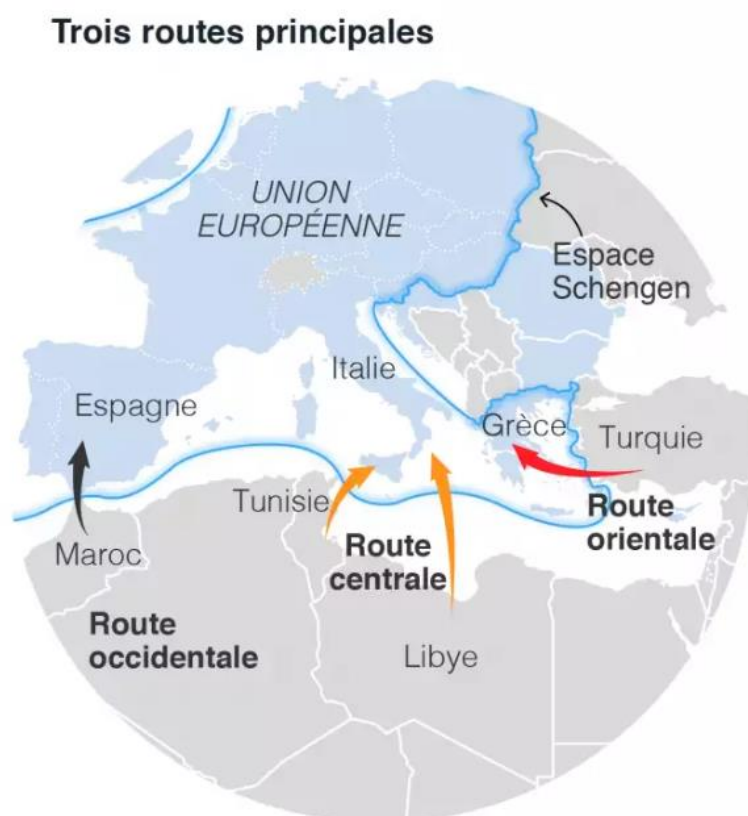 Trois routes principales
UNION
EUROPÉENNE
Espace
Schengen
Italie
Espagne
Grèce
Turquie
Tunisie
Route
orientale
Route
centrale
Maroc
Route
occidentale
Libye